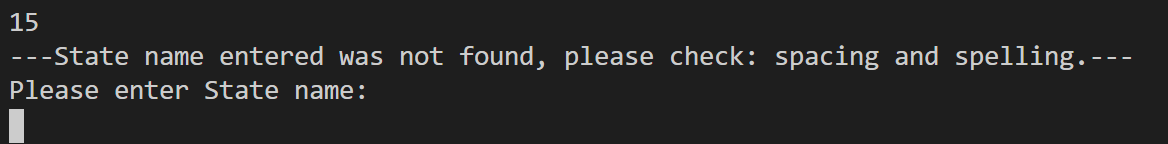 15
---State name entered was not found, please check: spacing and spelling.---
Please enter State name: